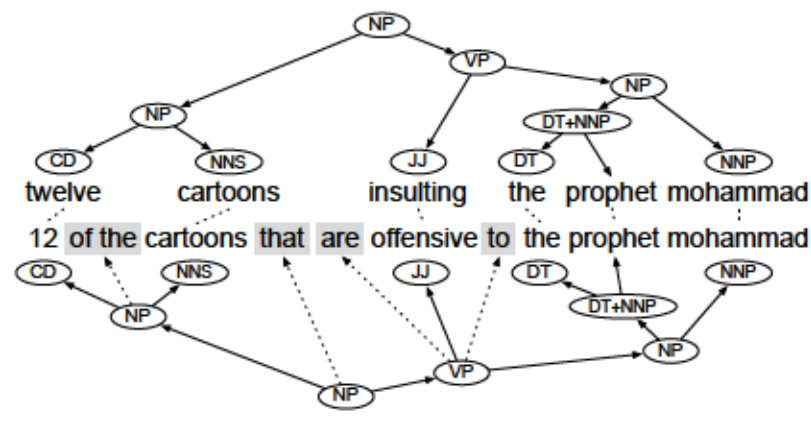 NP
VP
NP
NP
DT+NNP
CD NNS JJ DT NNP
twelve cartoons insulting the prophet mohammad
12 of the cartoons that are offensive to the prophet mohammad
CD NNS JJ DT NNP
DT+NNP
NP
NP
VP
NP